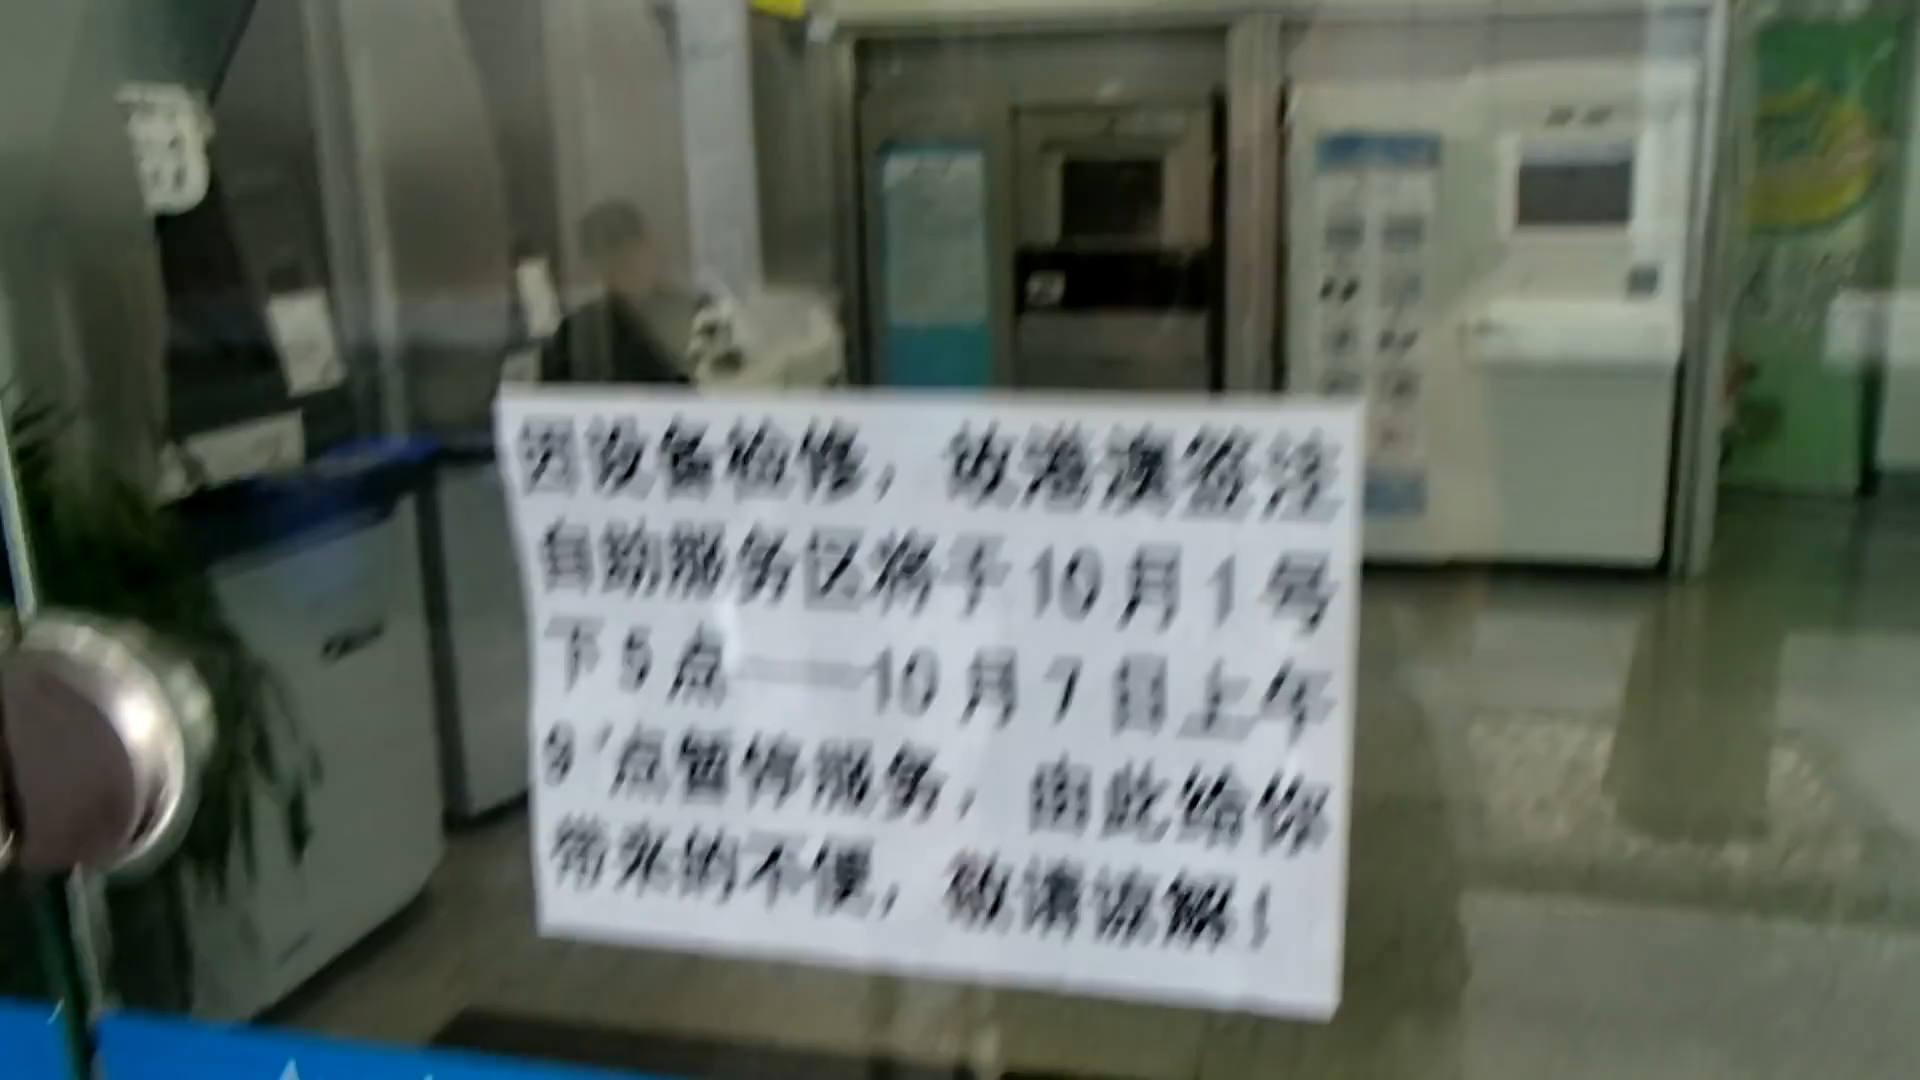 因设备检修，故港澳签注
自助服务区将于10月1号
下5点——10月7日上午
9'点暂停服务，由此给你
带来的不便，敬请谅解！